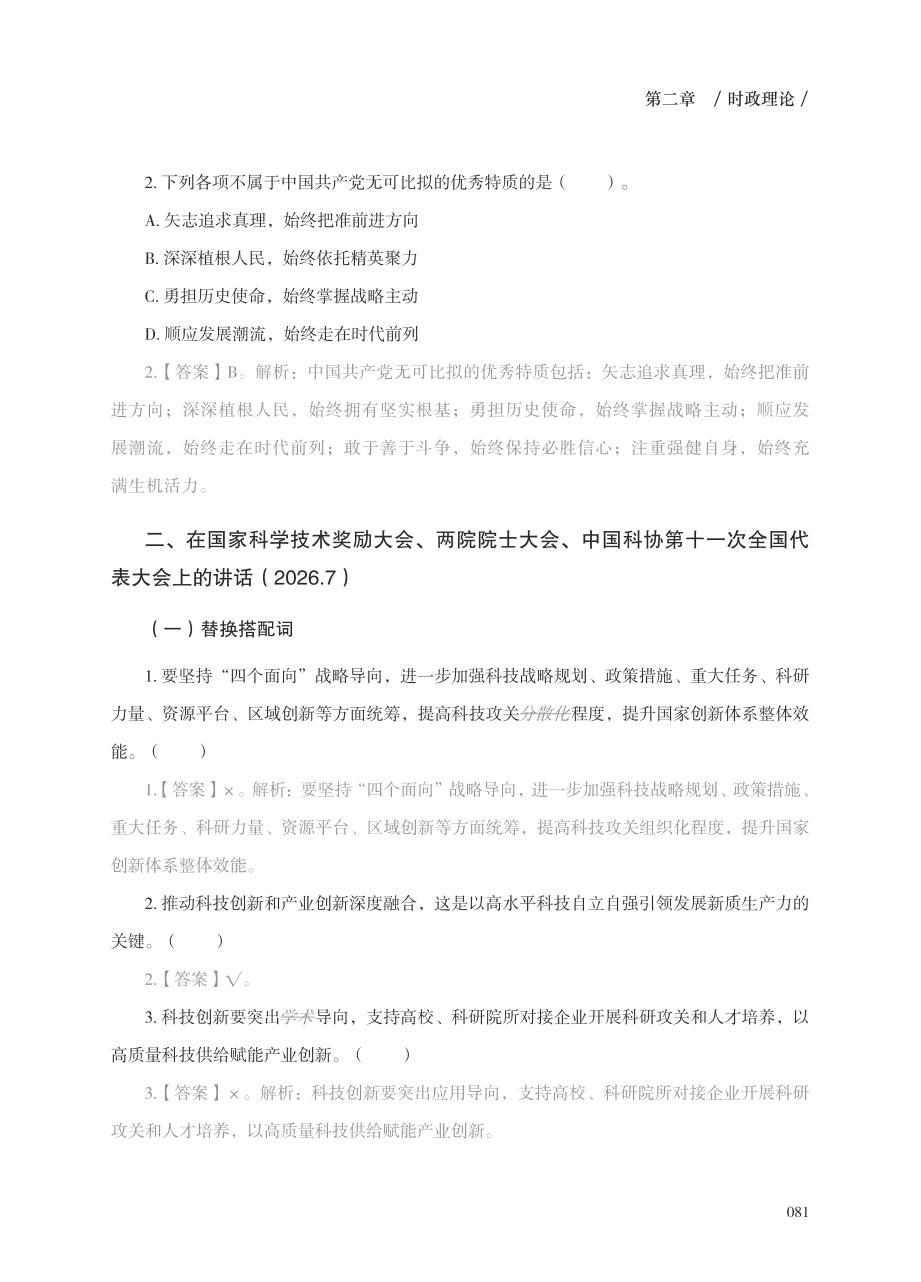 第二章 / 时政理论 /
2. 下列各项不属于中国共产党无可比拟的优秀特质的是（  ）。
A. 矢志追求真理，始终把准前进方向
B. 深深植根人民，始终依托精英聚力
C. 勇担历史使命，始终掌握战略主动
D. 顺应发展潮流，始终走在时代前列
2.【答案】B。解析：中国共产党无可比拟的优秀特质包括：矢志追求真理，始终把准前
进方向；深深植根人民，始终拥有坚实根基；勇担历史使命，始终掌握战略主动；顺应发
展潮流，始终走在时代前列；敢于善于斗争，始终保持必胜信心；注重强健自身，始终充
满生机活力。
二、在国家科学技术奖励大会、两院院士大会、中国科协第十一次全国代
表大会上的讲话（2026.7）
（一）替换搭配词
1. 要坚持“四个面向”战略导向，进一步加强科技战略规划、政策措施、重大任务、科研
力量、资源平台、区域创新等方面统筹，提高科技攻关分散化程度，提升国家创新体系整体效
能。（  ）
1.【答案】×。解析：要坚持“四个面向”战略导向，进一步加强科技战略规划、政策措施、
重大任务、科研力量、资源平台、区域创新等方面统筹，提高科技攻关组织化程度，提升国家
创新体系整体效能。
2. 推动科技创新和产业创新深度融合，这是以高水平科技自立自强引领发展新质生产力的
关键。（  ）
2.【答案】√。
3. 科技创新要突出学术导向，支持高校、科研院所对接企业开展科研攻关和人才培养，以
高质量科技供给赋能产业创新。（  ）
3.【答案】×。解析：科技创新要突出应用导向，支持高校、科研院所对接企业开展科研
攻关和人才培养，以高质量科技供给赋能产业创新。
081